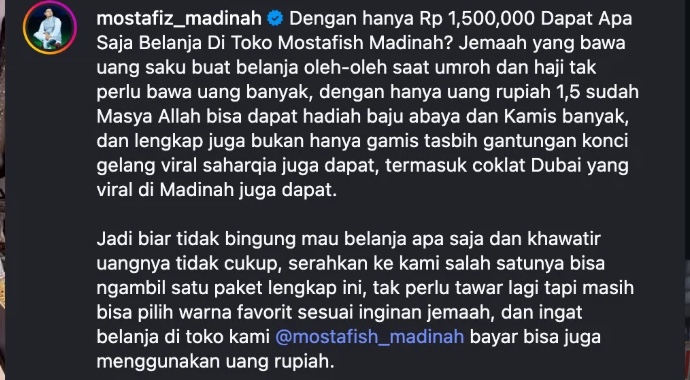 mostafiz_madinah Dengan hanya Rp 1,500,000 Dapat Apa
Saja Belanja Di Toko Mostafish Madinah? Jemaah yang bawa
uang saku buat belanja oleh-oleh saat umroh dan haji tak
perlu bawa uang banyak, dengan hanya uang rupiah 1,5 sudah
Masya Allah bisa dapat hadiah baju abaya dan Kamis banyak,
dan lengkap juga bukan hanya gamis tasbih gantungan konci
gelang viral saharqia juga dapat, termasuk coklat Dubai yang
viral di Madinah juga dapat.
Jadi biar tidak bingung mau belanja apa saja dan khawatir
uangnya tidak cukup, serahkan ke kami salah satunya bisa
ngambil satu paket lengkap ini, tak perlu tawar lagi tapi masih
bisa pilih warna favorit sesuai inginan jemaah, dan ingat
belanja di toko kami @mostafish_madinah bayar bisa juga
menggunakan uang rupiah.